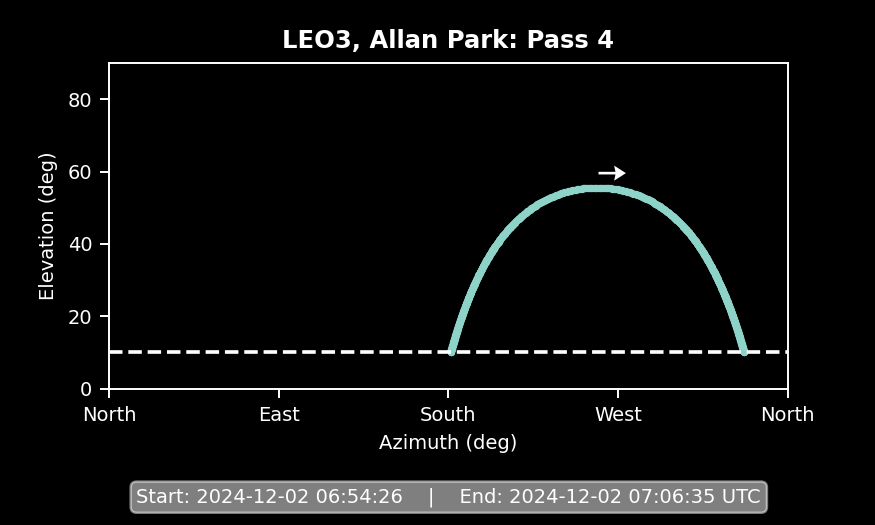 LEO3, Allan Park: Pass 4
80
60
40
20
0
Elevation (deg)
North East South West North
Azimuth (deg)
Start: 2024-12-02 06:54:26 | End: 2024-12-02 07:06:35 UTC